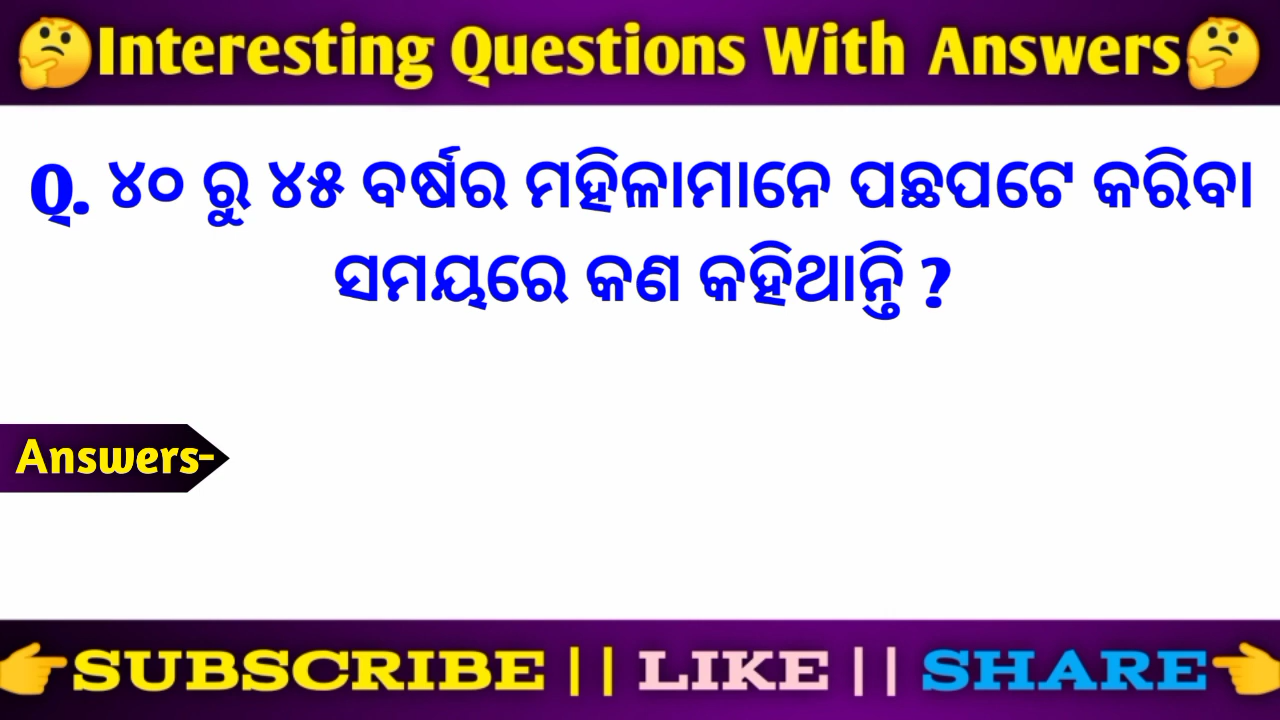 🤔Interesting Questions With Answers🤔
Q. ୪୦ ରୁ ୪୫ ବର୍ଷର ମହିଳାମାନେ ପଛପଟେ କରିବା
ସମୟରେ କଣ କହିଥାନ୍ତି ?
Answers-
👉SUBSCRIBE || LIKE || SHARE👈